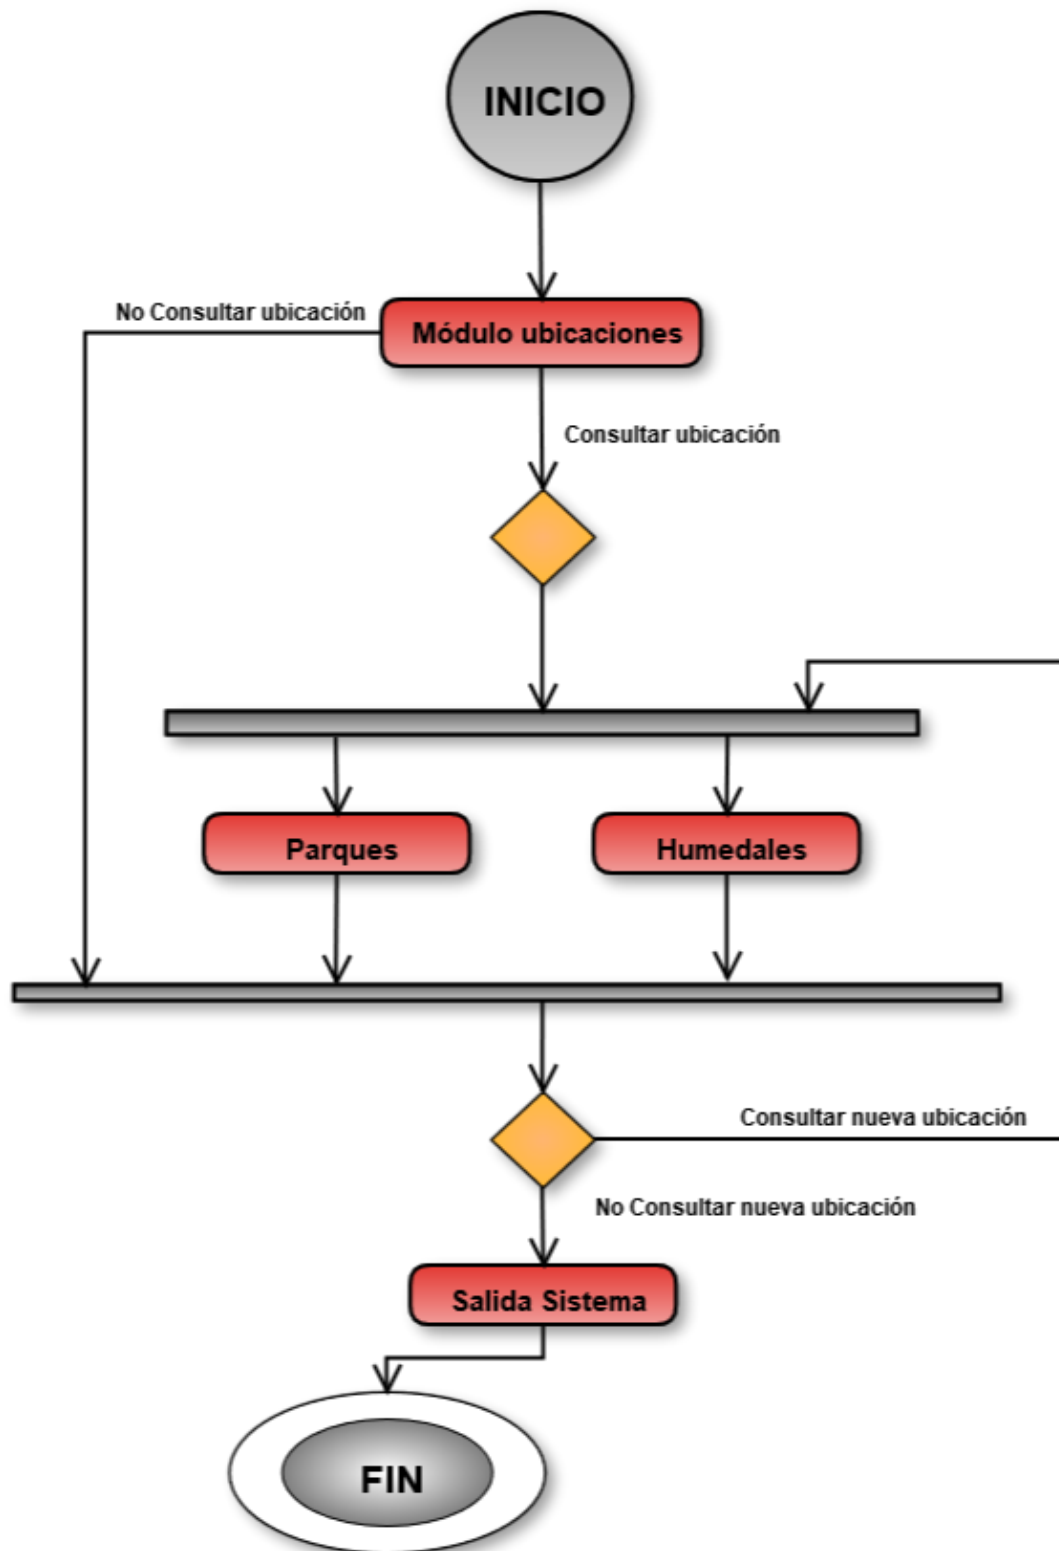 INICIO
No Consultar ubicación
Módulo ubicaciones
Consultar ubicación
Parques
Humedales
Consultar nueva ubicación
No Consultar nueva ubicación
Salida Sistema
FIN